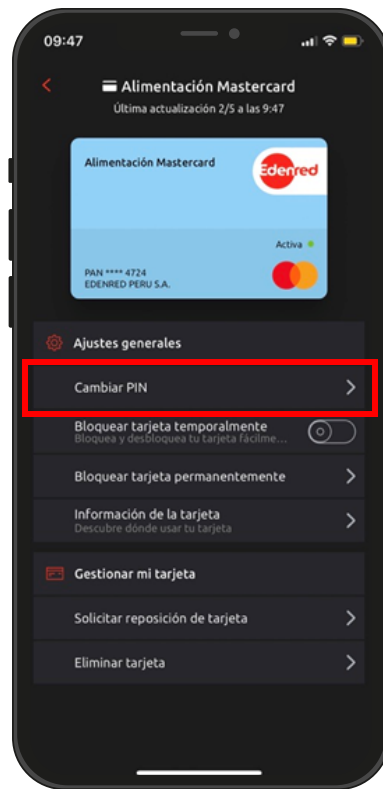 09:47
Alimentación Mastercard
Última actualización 2/5 a las 9:47
Alimentación Mastercard
Edenred
Activa
PAN **** 4724
EDENRED PERU S.A.
Ajustes generales
Cambiar PIN
Bloquear tarjeta temporalmente
Bloquea y desbloquea tu tarjeta fácilme...
Bloquear tarjeta permanentemente
Información de la tarjeta
Descubre dónde usar tu tarjeta
Gestionar mi tarjeta
Solicitar reposición de tarjeta
Eliminar tarjeta